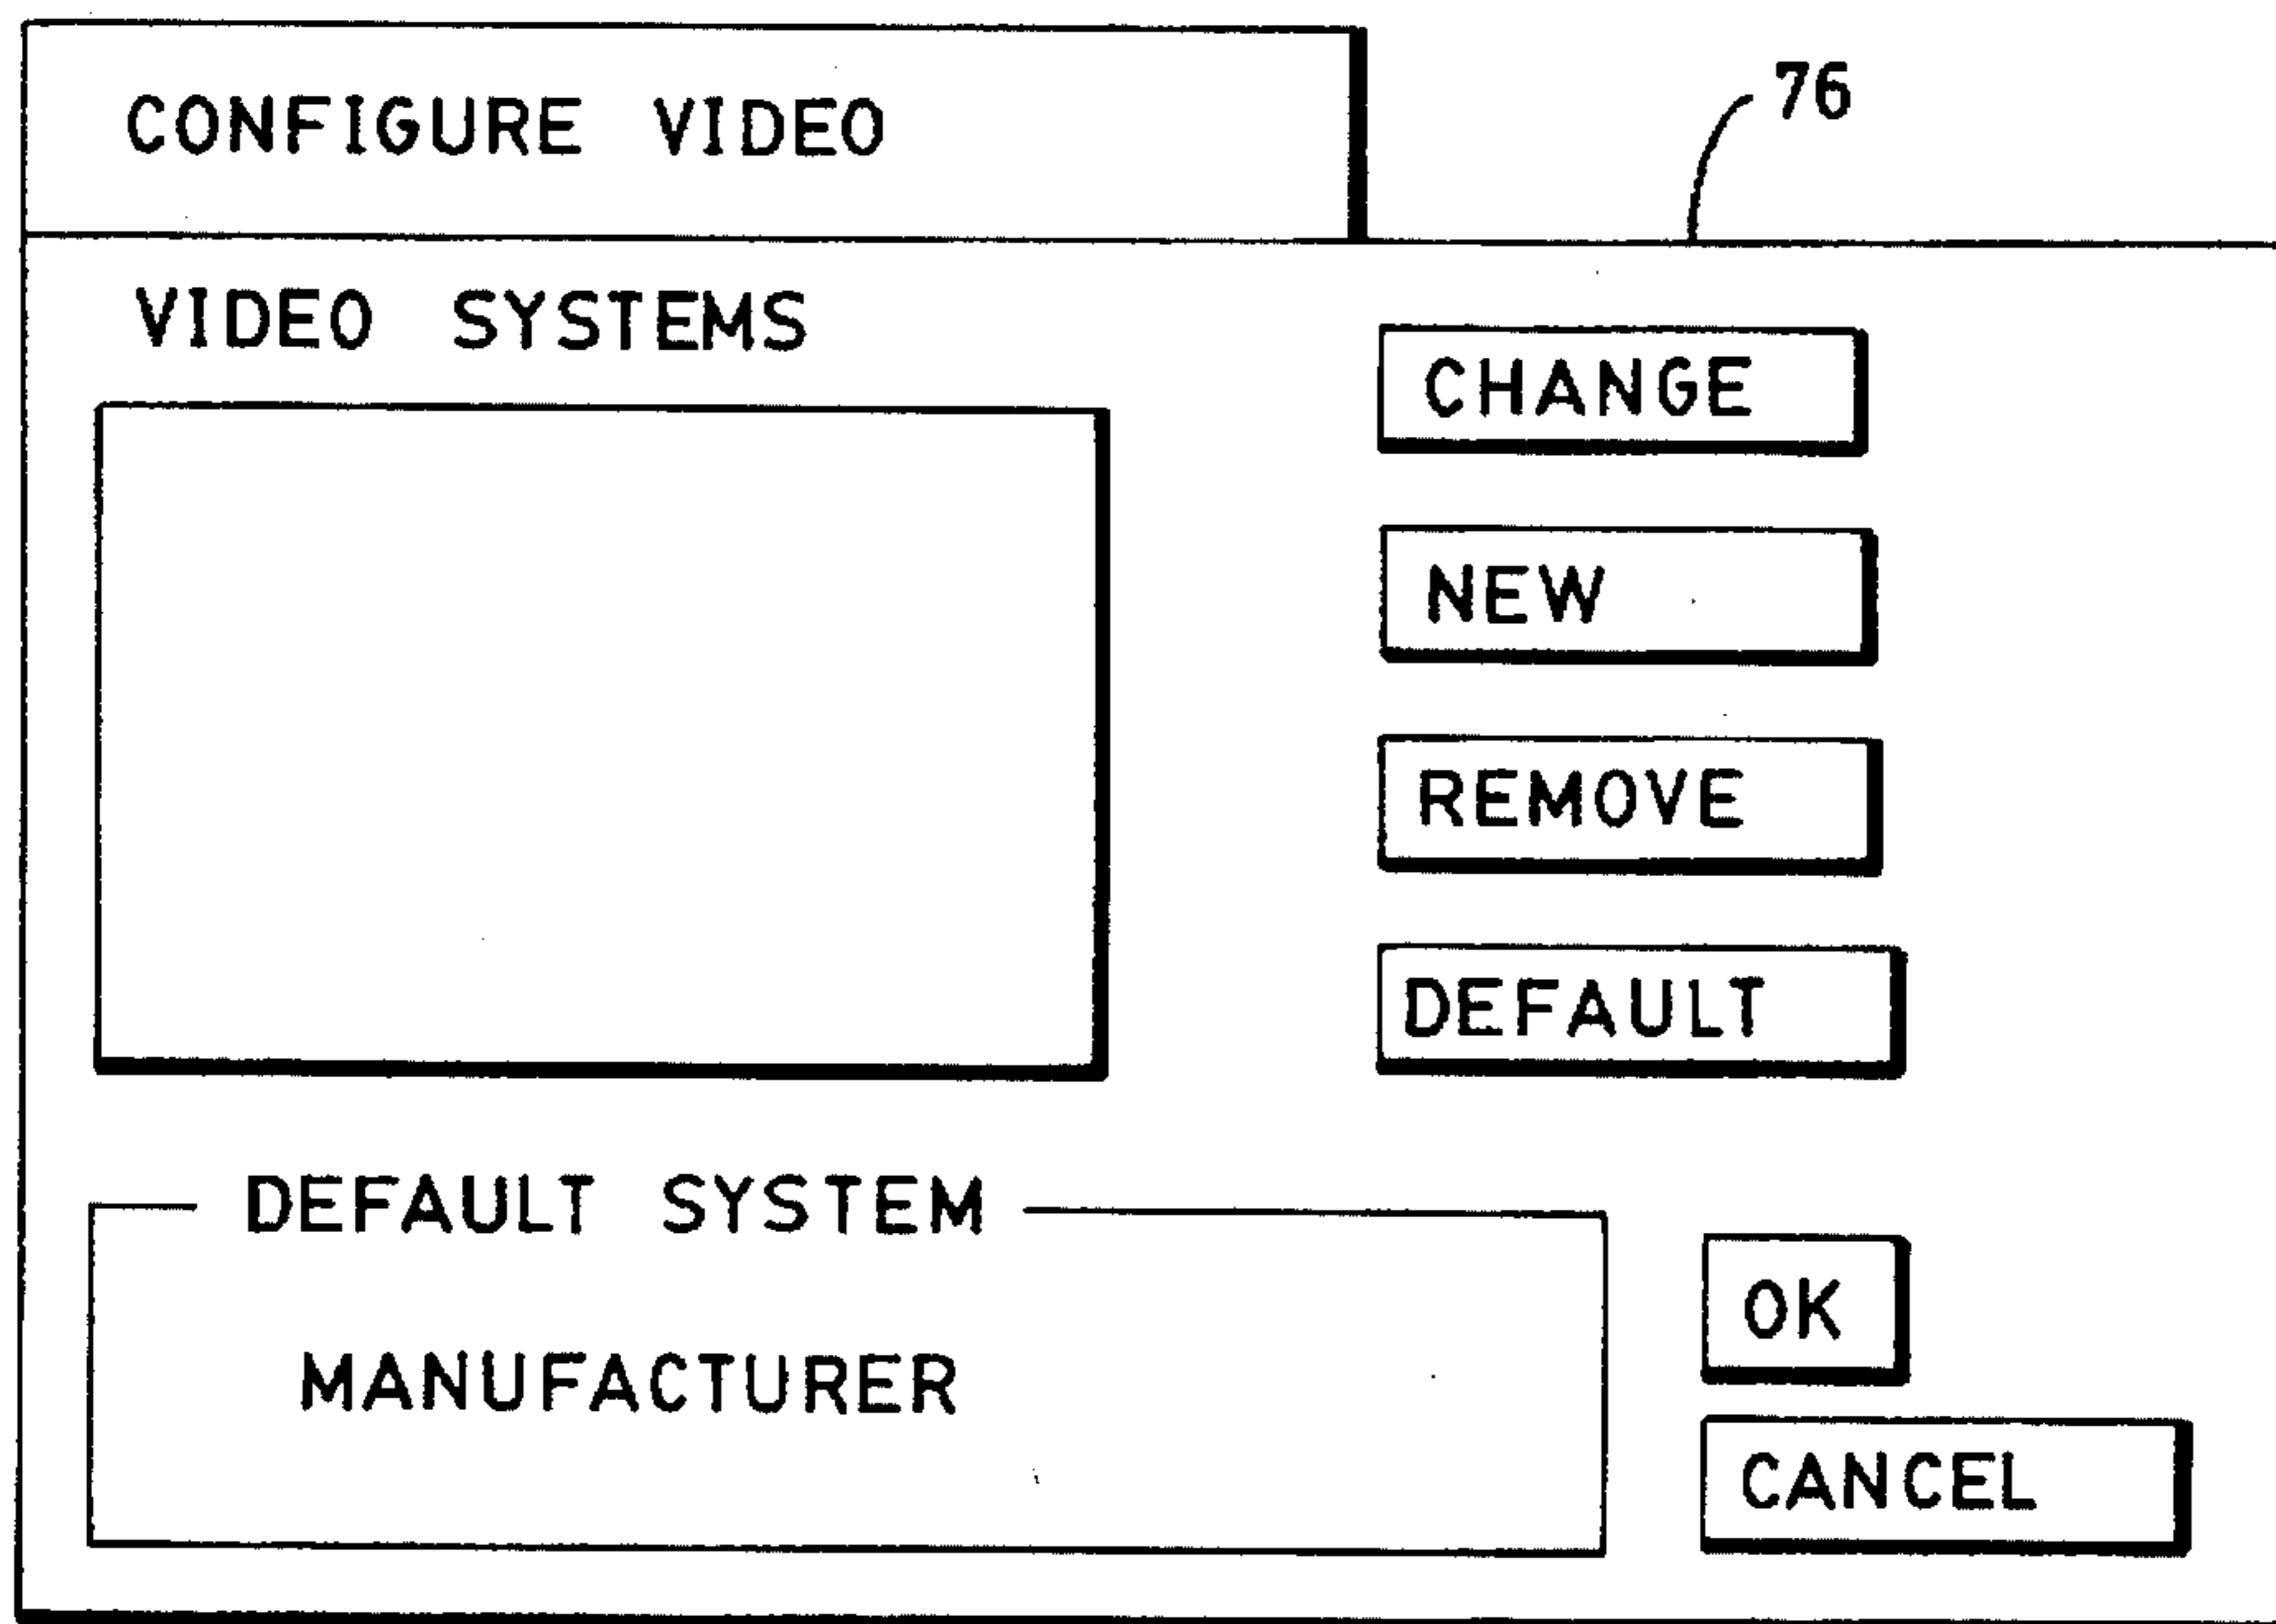 CONFIGURE VIDEO
76
VIDEO SYSTEMS
CHANGE
NEW
REMOVE
DEFAULT
DEFAULT SYSTEM
MANUFACTURER
OK
CANCEL